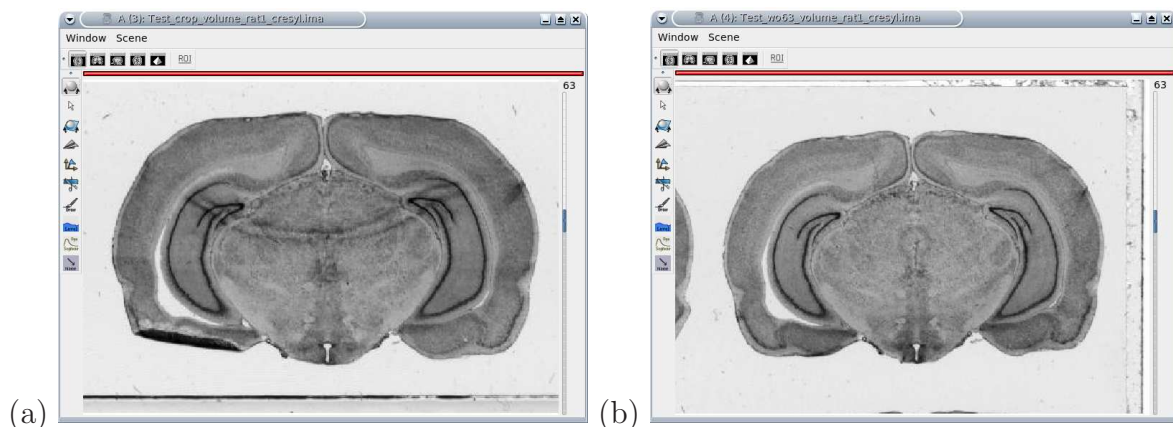 A (3): Test_crop_volume_rat1_cresyl.ima
Window Scene
ROI
63
(a)
A (4): Test_wo63_volume_rat1_cresyl.ima
Window Scene
ROI
63
(b)